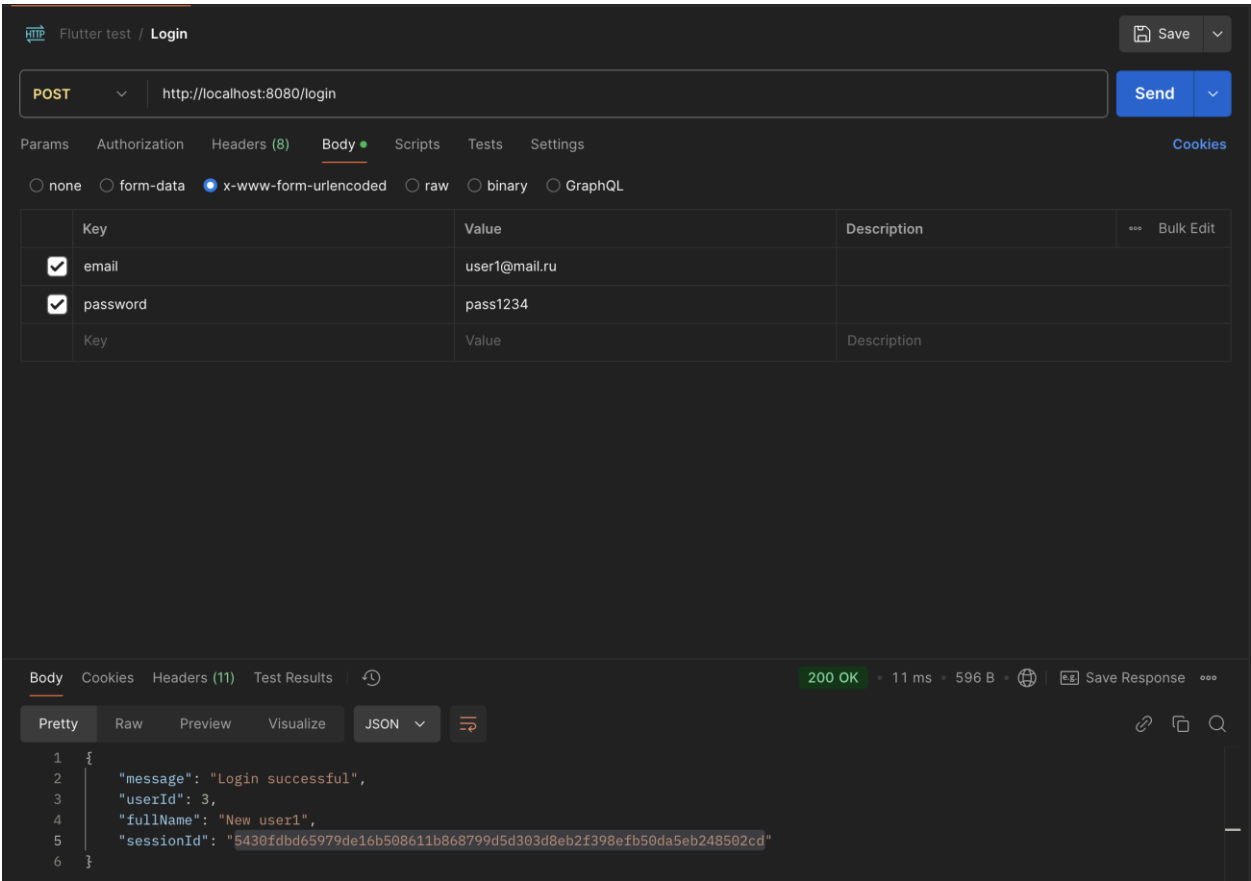 HTTP Flutter test / Login Save
POST http://localhost:8080/login Send
Params Authorization Headers (8) Body Scripts Tests Settings Cookies
none form-data x-www-form-urlencoded raw binary GraphQL
Key Value Description Bulk Edit
email user1@mail.ru
password pass1234
Key Value Description
Body Cookies Headers (11) Test Results 200 OK 11 ms 596 B e.g. Save Response
Pretty Raw Preview Visualize JSON
1 {
2 "message": "Login successful",
3 "userId": 3,
4 "fullName": "New user1",
5 "sessionId": "5430fdbd65979de16b508611b868799d5d303d8eb2f398efb50da5eb248502cd"
6 }